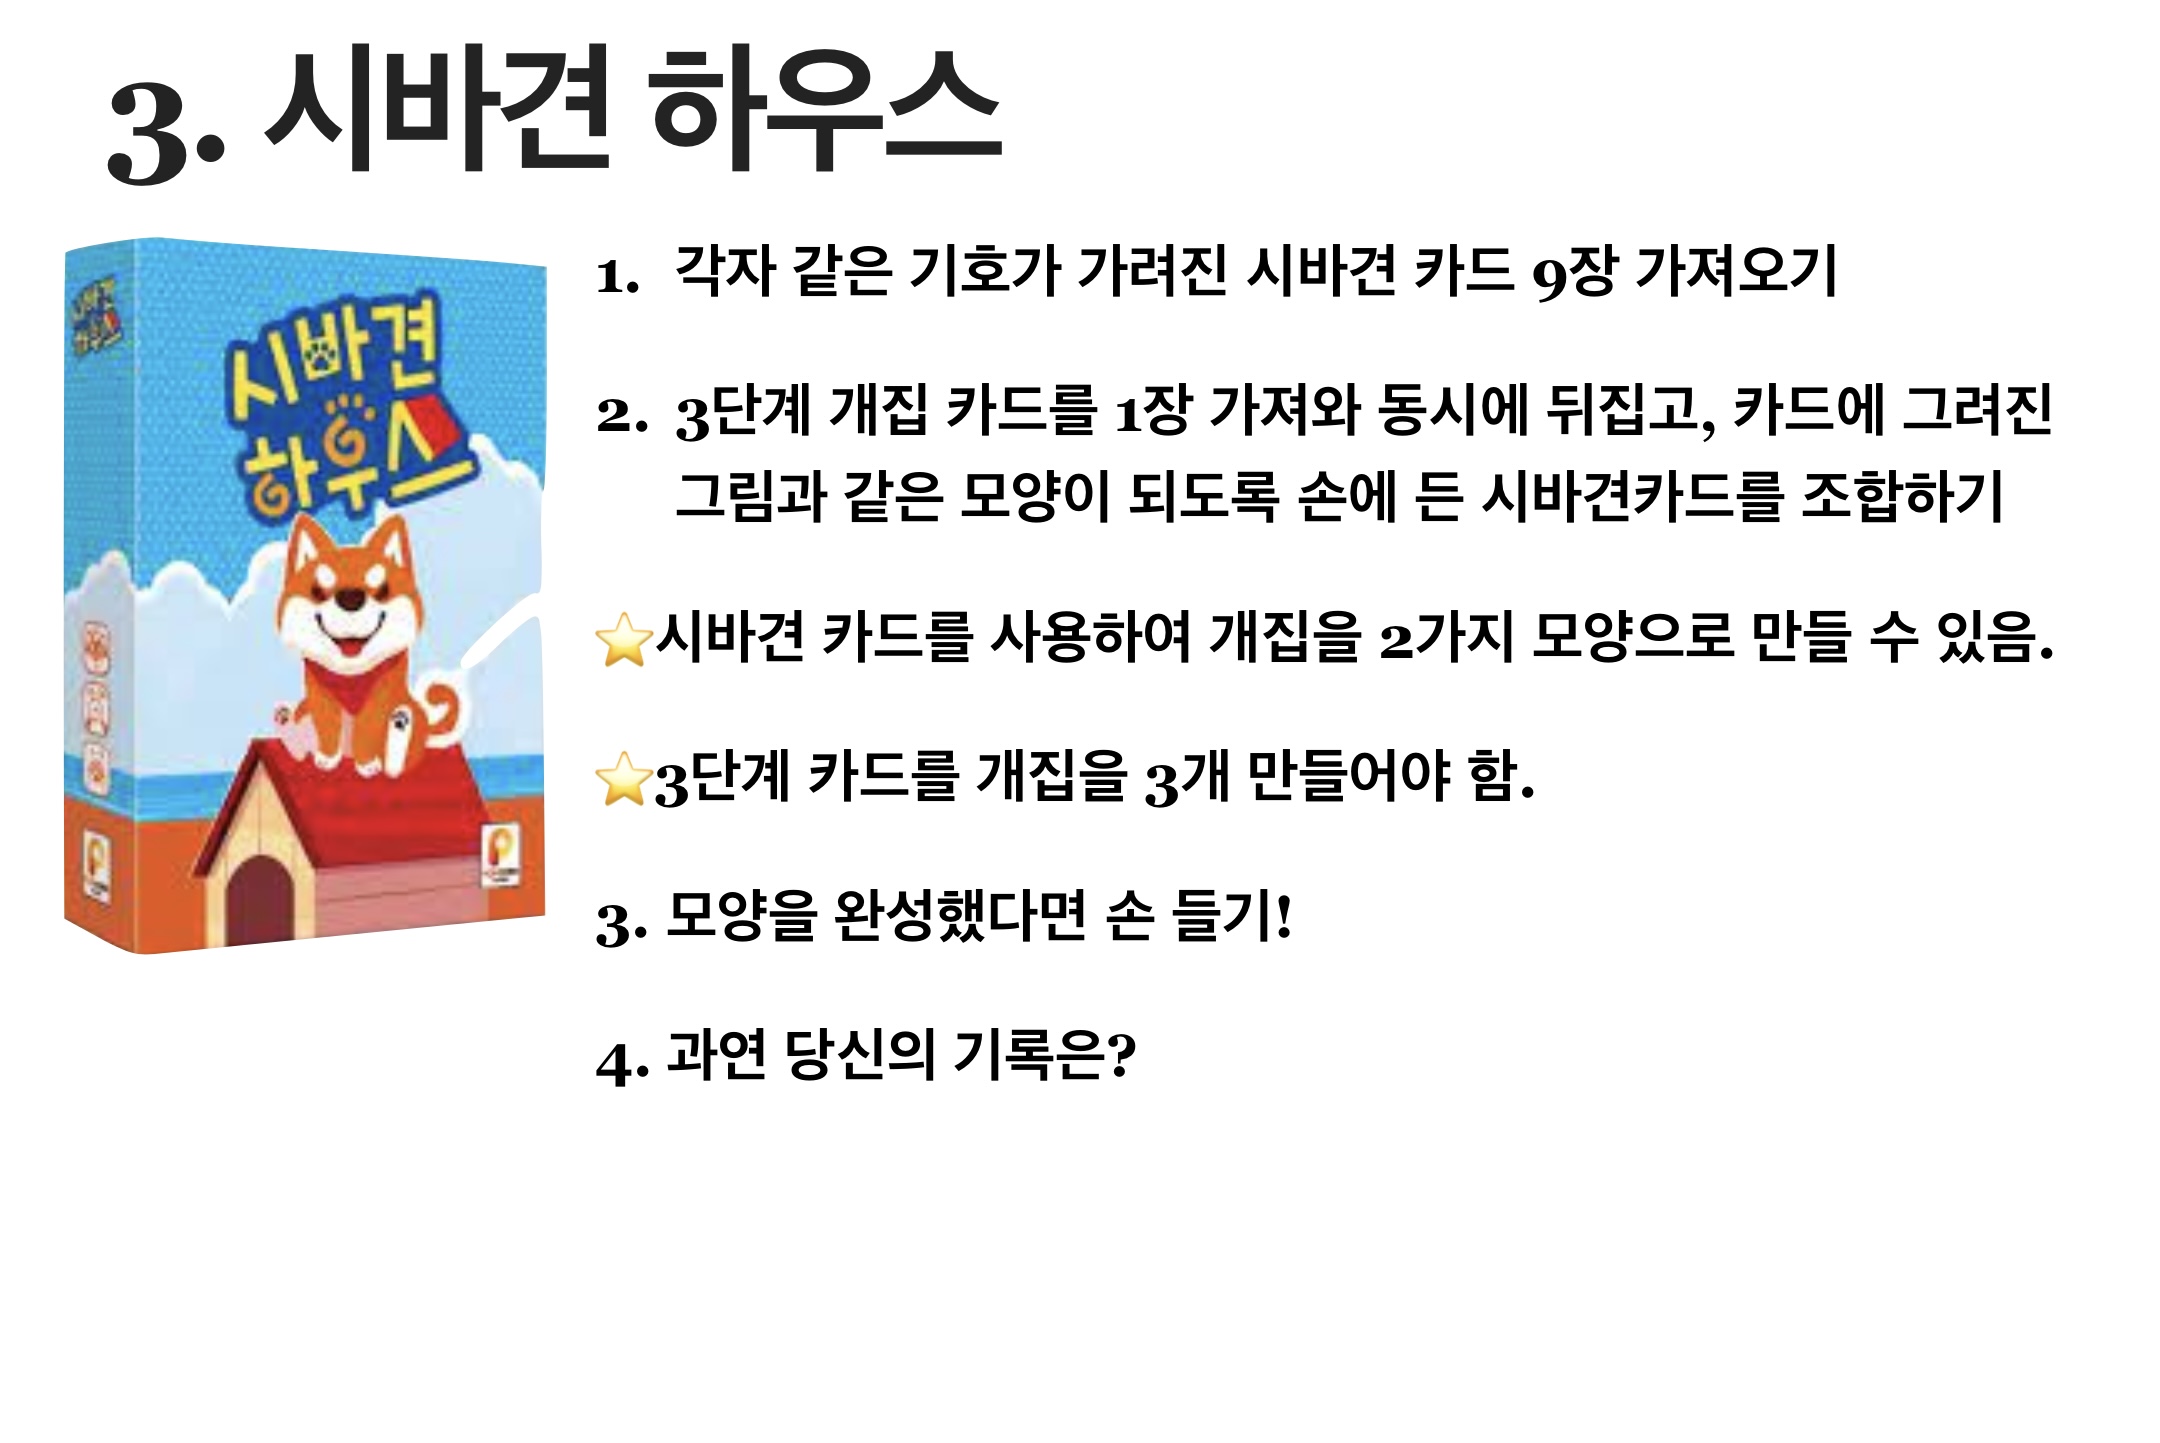 3. 시바견 하우스
시바견
하우스
시바견
하우스
1. 각자 같은 기호가 가려진 시바견 카드 9장 가져오기
2. 3단계 개집 카드를 1장 가져와 동시에 뒤집고, 카드에 그려진
그림과 같은 모양이 되도록 손에 든 시바견카드를 조합하기
⭐시바견 카드를 사용하여 개집을 2가지 모양으로 만들 수 있음.
⭐3단계 카드를 개집을 3개 만들어야 함.
3. 모양을 완성했다면 손 들기!
4. 과연 당신의 기록은?